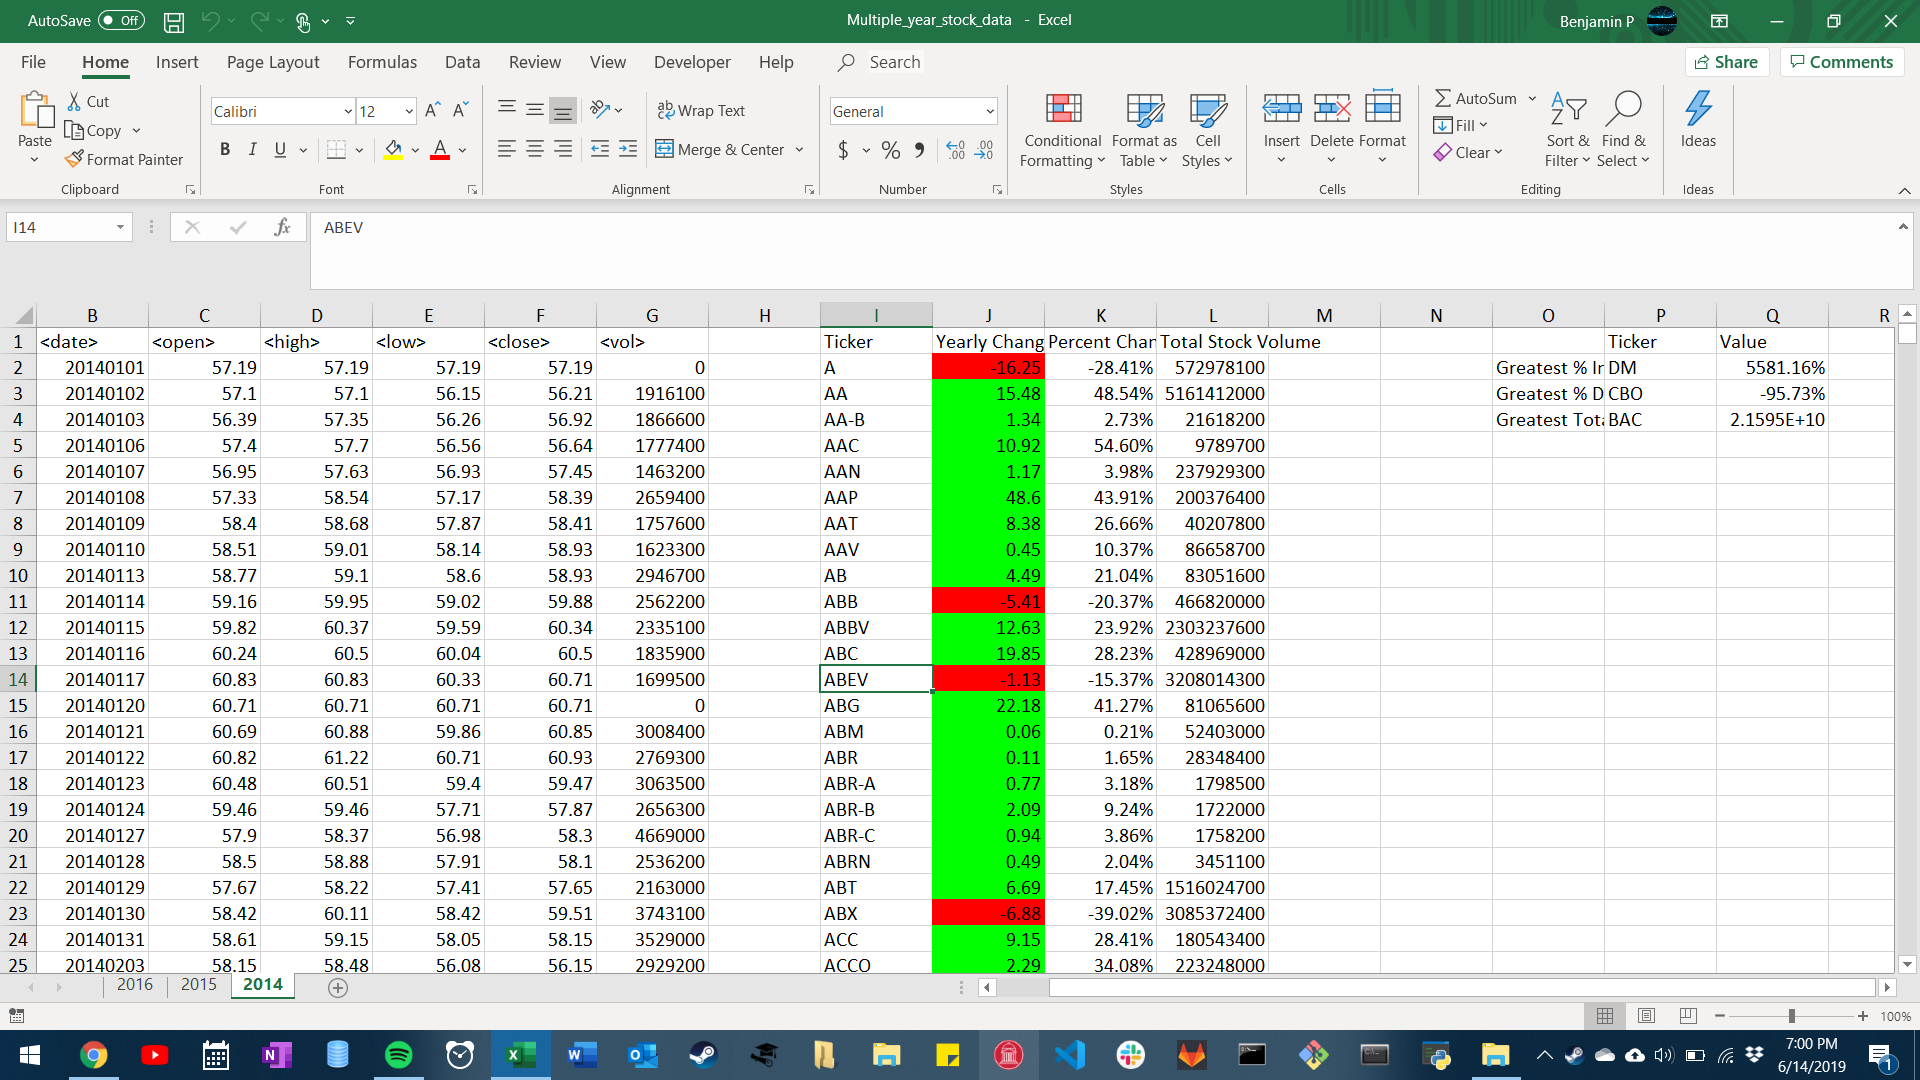 AutoSave Off Multiple_year_stock_data - Excel Benjamin P
File Home Insert Page Layout Formulas Data Review View Developer Help Search Share Comments
Paste Cut Copy Format Painter Clipboard
Calibri 12 B I U A Font
Wrap Text Merge & Center Alignment
General $ % Number
Conditional Formatting Format as Table Cell Styles Styles
Insert Delete Format Cells
AutoSum Fill Clear Sort & Filter Find & Select Editing
Ideas Ideas
I14 fx ABEV
B C D E F G H I J K L M N O P Q R
1 <date> <open> <high> <low> <close> <vol> Ticker Yearly Chang Percent Chan Total Stock Volume Ticker Value
2 20140101 57.19 57.19 57.19 57.19 0 A -16.25 -28.41% 572978100 Greatest % In DM 5581.16%
3 20140102 57.1 57.1 56.15 56.21 1916100 AA 15.48 48.54% 5161412000 Greatest % D CBO -95.73%
4 20140103 56.39 57.35 56.26 56.92 1866600 AA-B 1.34 2.73% 21618200 Greatest Tota BAC 2.1595E+10
5 20140106 57.4 57.7 56.56 56.64 1777400 AAC 10.92 54.60% 9789700
6 20140107 56.95 57.63 56.93 57.45 1463200 AAN 1.17 3.98% 237929300
7 20140108 57.33 58.54 57.17 58.39 2659400 AAP 48.6 43.91% 200376400
8 20140109 58.4 58.68 57.87 58.41 1757600 AAT 8.38 26.66% 40207800
9 20140110 58.51 59.01 58.14 58.93 1623300 AAV 0.45 10.37% 86658700
10 20140113 58.77 59.1 58.6 58.93 2946700 AB 4.49 21.04% 83051600
11 20140114 59.16 59.95 59.02 59.88 2562200 ABB -5.41 -20.37% 466820000
12 20140115 59.82 60.37 59.59 60.34 2335100 ABBV 12.63 23.92% 2303237600
13 20140116 60.24 60.5 60.04 60.5 1835900 ABC 19.85 28.23% 428969000
14 20140117 60.83 60.83 60.33 60.71 1699500 ABEV -1.13 -15.37% 3208014300
15 20140120 60.71 60.71 60.71 60.71 0 ABG 22.18 41.27% 81065600
16 20140121 60.69 60.88 59.86 60.85 3008400 ABM 0.06 0.21% 52403000
17 20140122 60.82 61.22 60.71 60.93 2769300 ABR 0.11 1.65% 28348400
18 20140123 60.48 60.51 59.4 59.47 3063500 ABR-A 0.77 3.18% 1798500
19 20140124 59.46 59.46 57.71 57.87 2656300 ABR-B 2.09 9.24% 1722000
20 20140127 57.9 58.37 56.98 58.3 4669000 ABR-C 0.94 3.86% 1758200
21 20140128 58.5 58.88 57.91 58.1 2536200 ABRN 0.49 2.04% 3451100
22 20140129 57.67 58.22 57.41 57.65 2163000 ABT 6.69 17.45% 1516024700
23 20140130 58.42 60.11 58.42 59.51 3743100 ABX -6.88 -39.02% 3085372400
24 20140131 58.61 59.15 58.05 58.15 3529000 ACC 9.15 28.41% 180543400
25 20140203 58.15 58.48 56.08 56.15 2929200 ACCO 2.29 34.08% 223248000
2016 2015 2014
100%
7:00 PM
6/14/2019
1